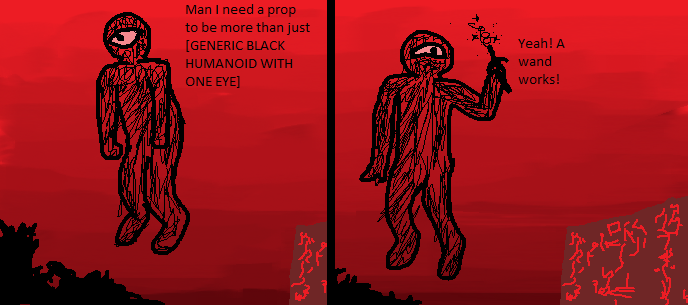 Man I need a prop
to be more than just
[GENERIC BLACK
HUMANOID WITH
ONE EYE]
Yeah! A
wand
works!